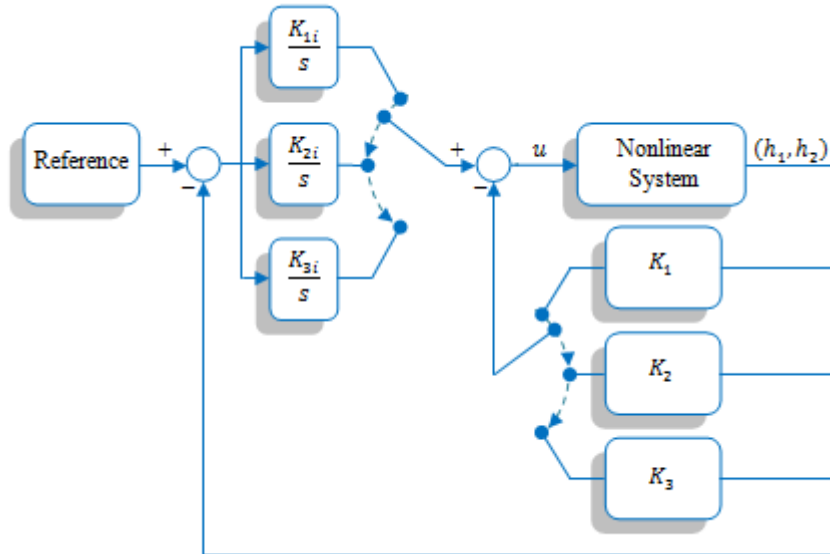 K₁ᵢ
s
Reference
+
−
K₂ᵢ
s
K₃ᵢ
s
+
−
u
Nonlinear
System
(h₁, h₂)
K₁
K₂
K₃